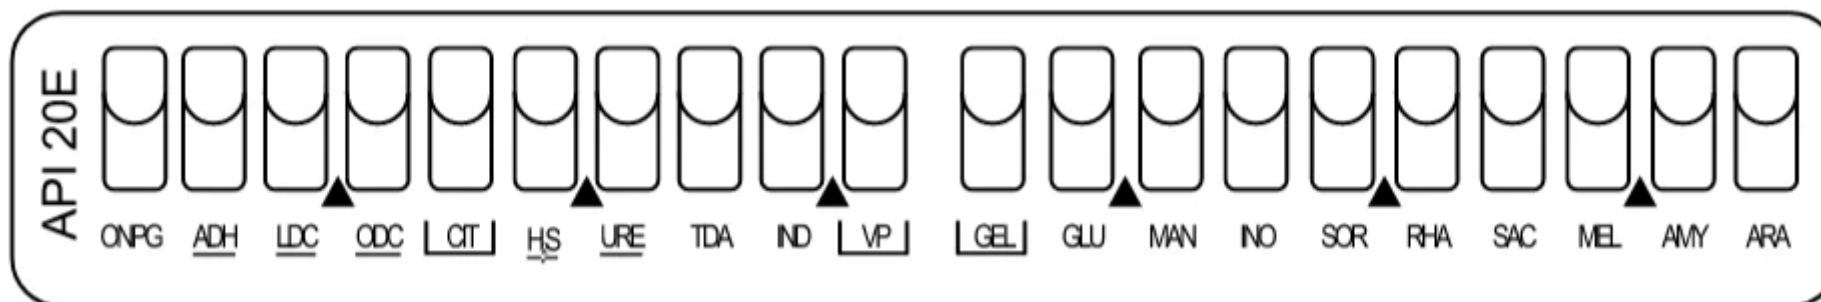 API 20E
ONPG ADH LDC ODC CIT HS URE TDA IND VP GEL GLU MAN INO SOR RHA SAC MEL AMY ARA